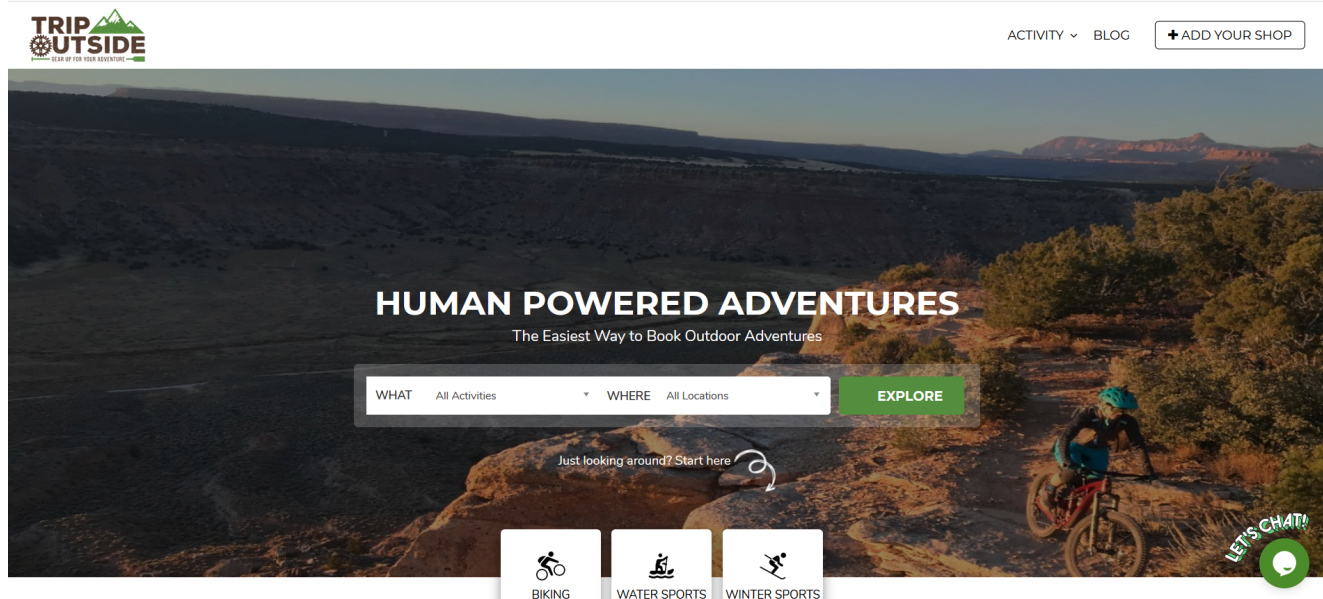 TRIP
OUTSIDE
GEAR UP FOR YOUR ADVENTURE
ACTIVITY
BLOG
+ ADD YOUR SHOP
HUMAN POWERED ADVENTURES
The Easiest Way to Book Outdoor Adventures
WHAT All Activities WHERE All Locations EXPLORE
Just looking around? Start here
LET'S CHAT!
BIKING WATER SPORTS WINTER SPORTS